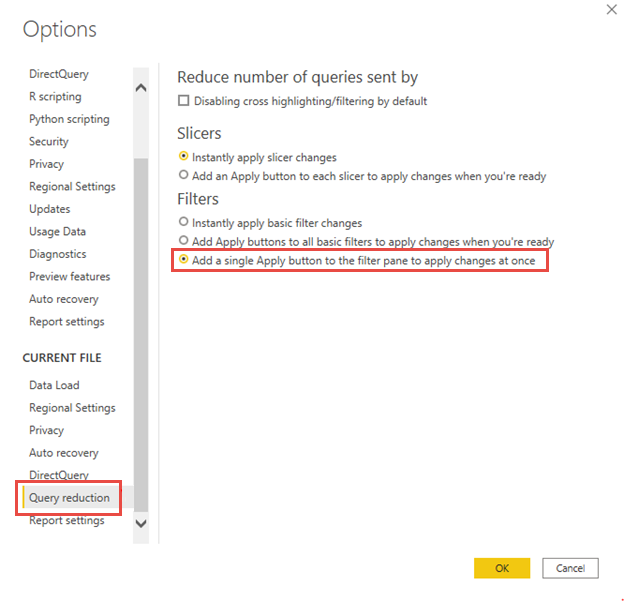 Options
DirectQuery
R scripting
Python scripting
Security
Privacy
Regional Settings
Updates
Usage Data
Diagnostics
Preview features
Auto recovery
Report settings
CURRENT FILE
Data Load
Regional Settings
Privacy
Auto recovery
DirectQuery
Query reduction
Report settings
Reduce number of queries sent by
Disabling cross highlighting/filtering by default
Slicers
Instantly apply slicer changes
Add an Apply button to each slicer to apply changes when you're ready
Filters
Instantly apply basic filter changes
Add Apply buttons to all basic filters to apply changes when you're ready
Add a single Apply button to the filter pane to apply changes at once
OK
Cancel